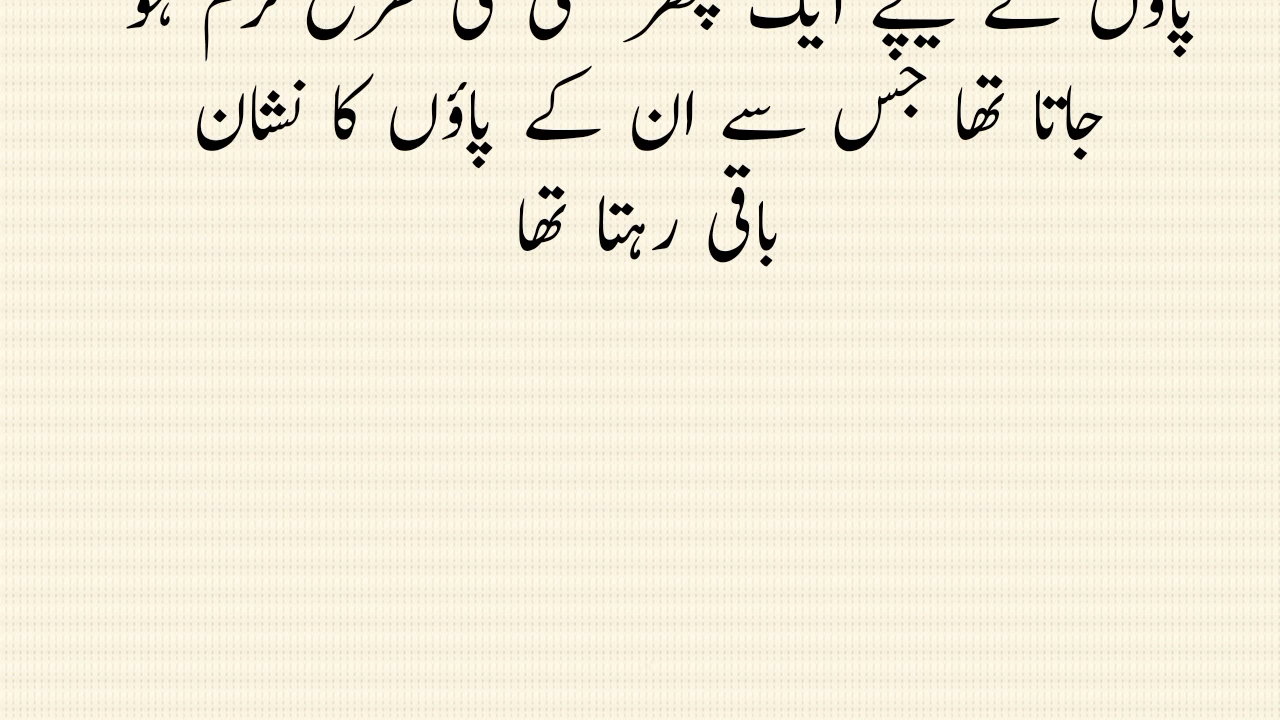 پاؤں کے نیچے ایک پتھر مٹی کی طرح نرم ہو
جاتا تھا جس سے ان کے پاؤں کا نشان
باقی رہتا تھا